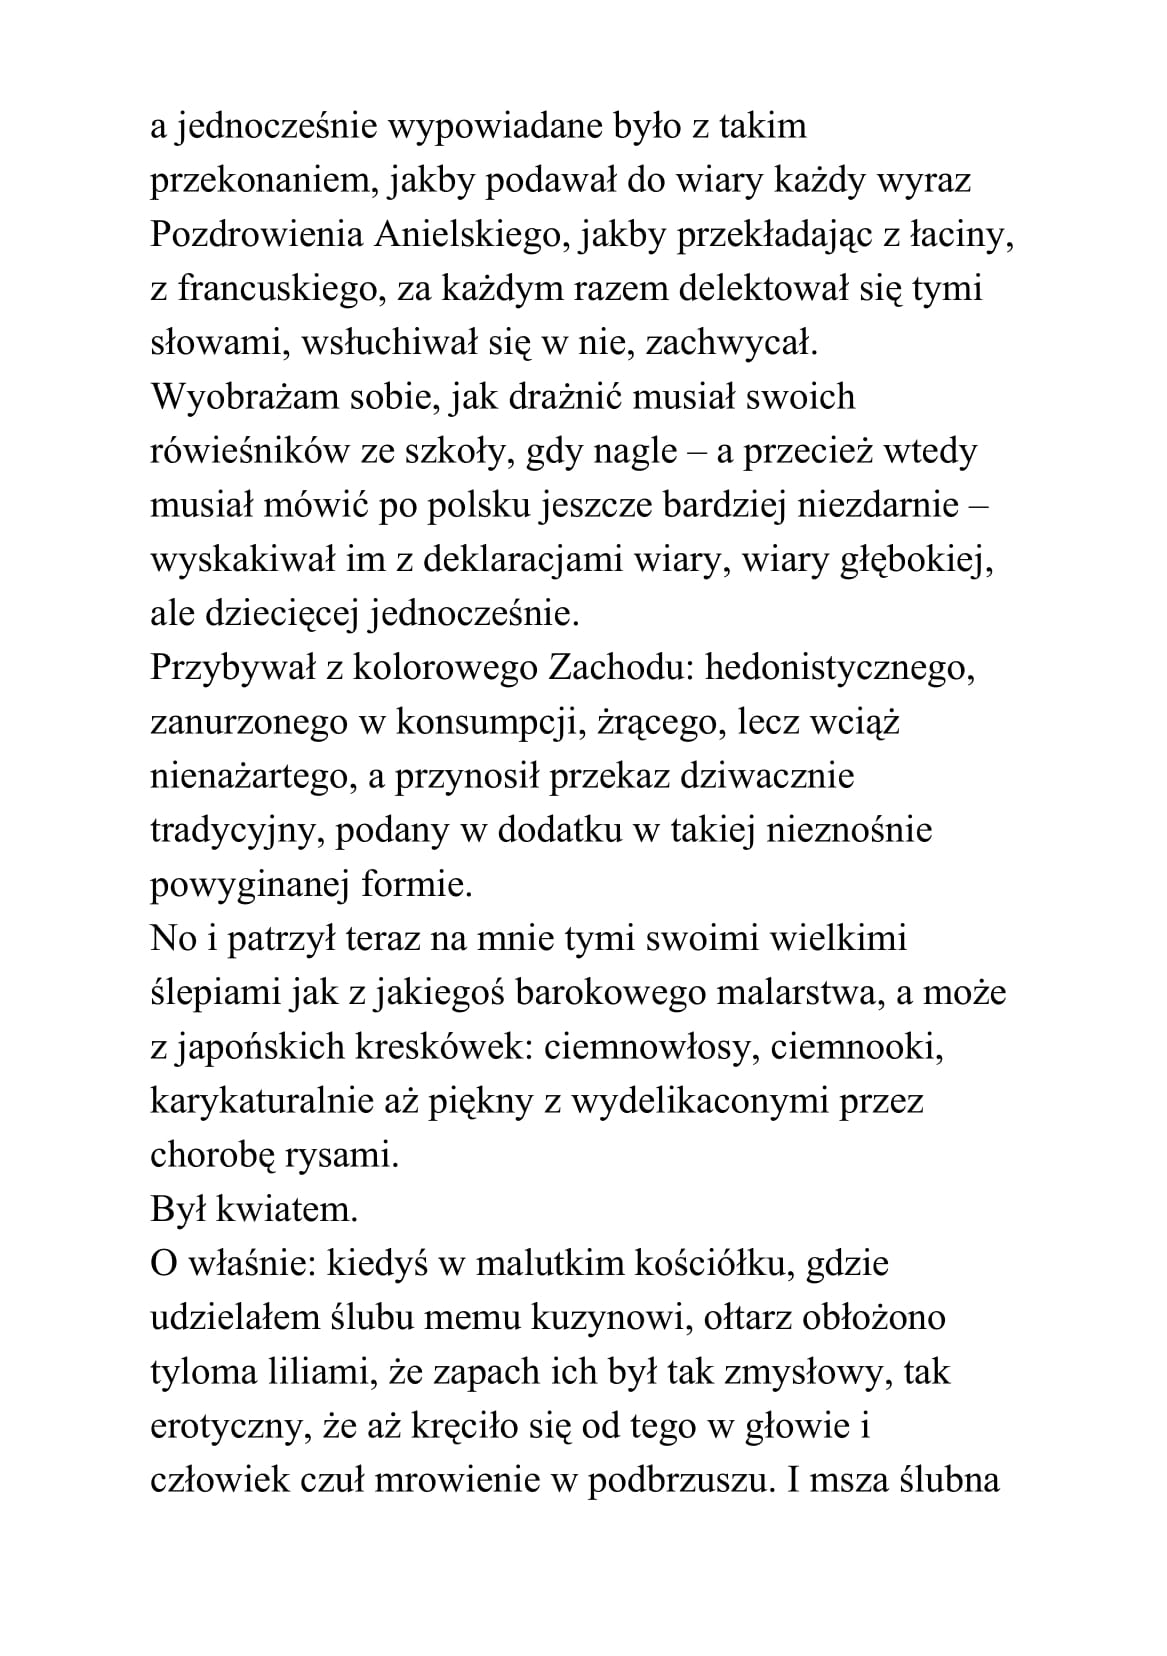 a jednocześnie wypowiadane było z takim
przekonaniem, jakby podawał do wiary każdy wyraz
Pozdrowienia Anielskiego, jakby przekładając z łaciny,
z francuskiego, za każdym razem delektował się tymi
słowami, wsłuchiwał się w nie, zachwycał.
Wyobrażam sobie, jak drażnić musiał swoich
rówieśników ze szkoły, gdy nagle – a przecież wtedy
musiał mówić po polsku jeszcze bardziej niezdarnie –
wyskakiwał im z deklaracjami wiary, wiary głębokiej,
ale dziecięcej jednocześnie.
Przybywał z kolorowego Zachodu: hedonistycznego,
zanurzonego w konsumpcji, żrącego, lecz wciąż
nienażartego, a przynosił przekaz dziwacznie
tradycyjny, podany w dodatku w takiej nieznośnie
powyginanej formie.
No i patrzył teraz na mnie tymi swoimi wielkimi
ślepiami jak z jakiegoś barokowego malarstwa, a może
z japońskich kreskówek: ciemnowłosy, ciemnooki,
karykaturalnie aż piękny z wydelikaconymi przez
chorobę rysami.
Był kwiatem.
O właśnie: kiedyś w malutkim kościółku, gdzie
udzielałem ślubu memu kuzynowi, ołtarz obłożono
tyloma liliami, że zapach ich był tak zmysłowy, tak
erotyczny, że aż kręciło się od tego w głowie i
człowiek czuł mrowienie w podbrzuszu. I msza ślubna